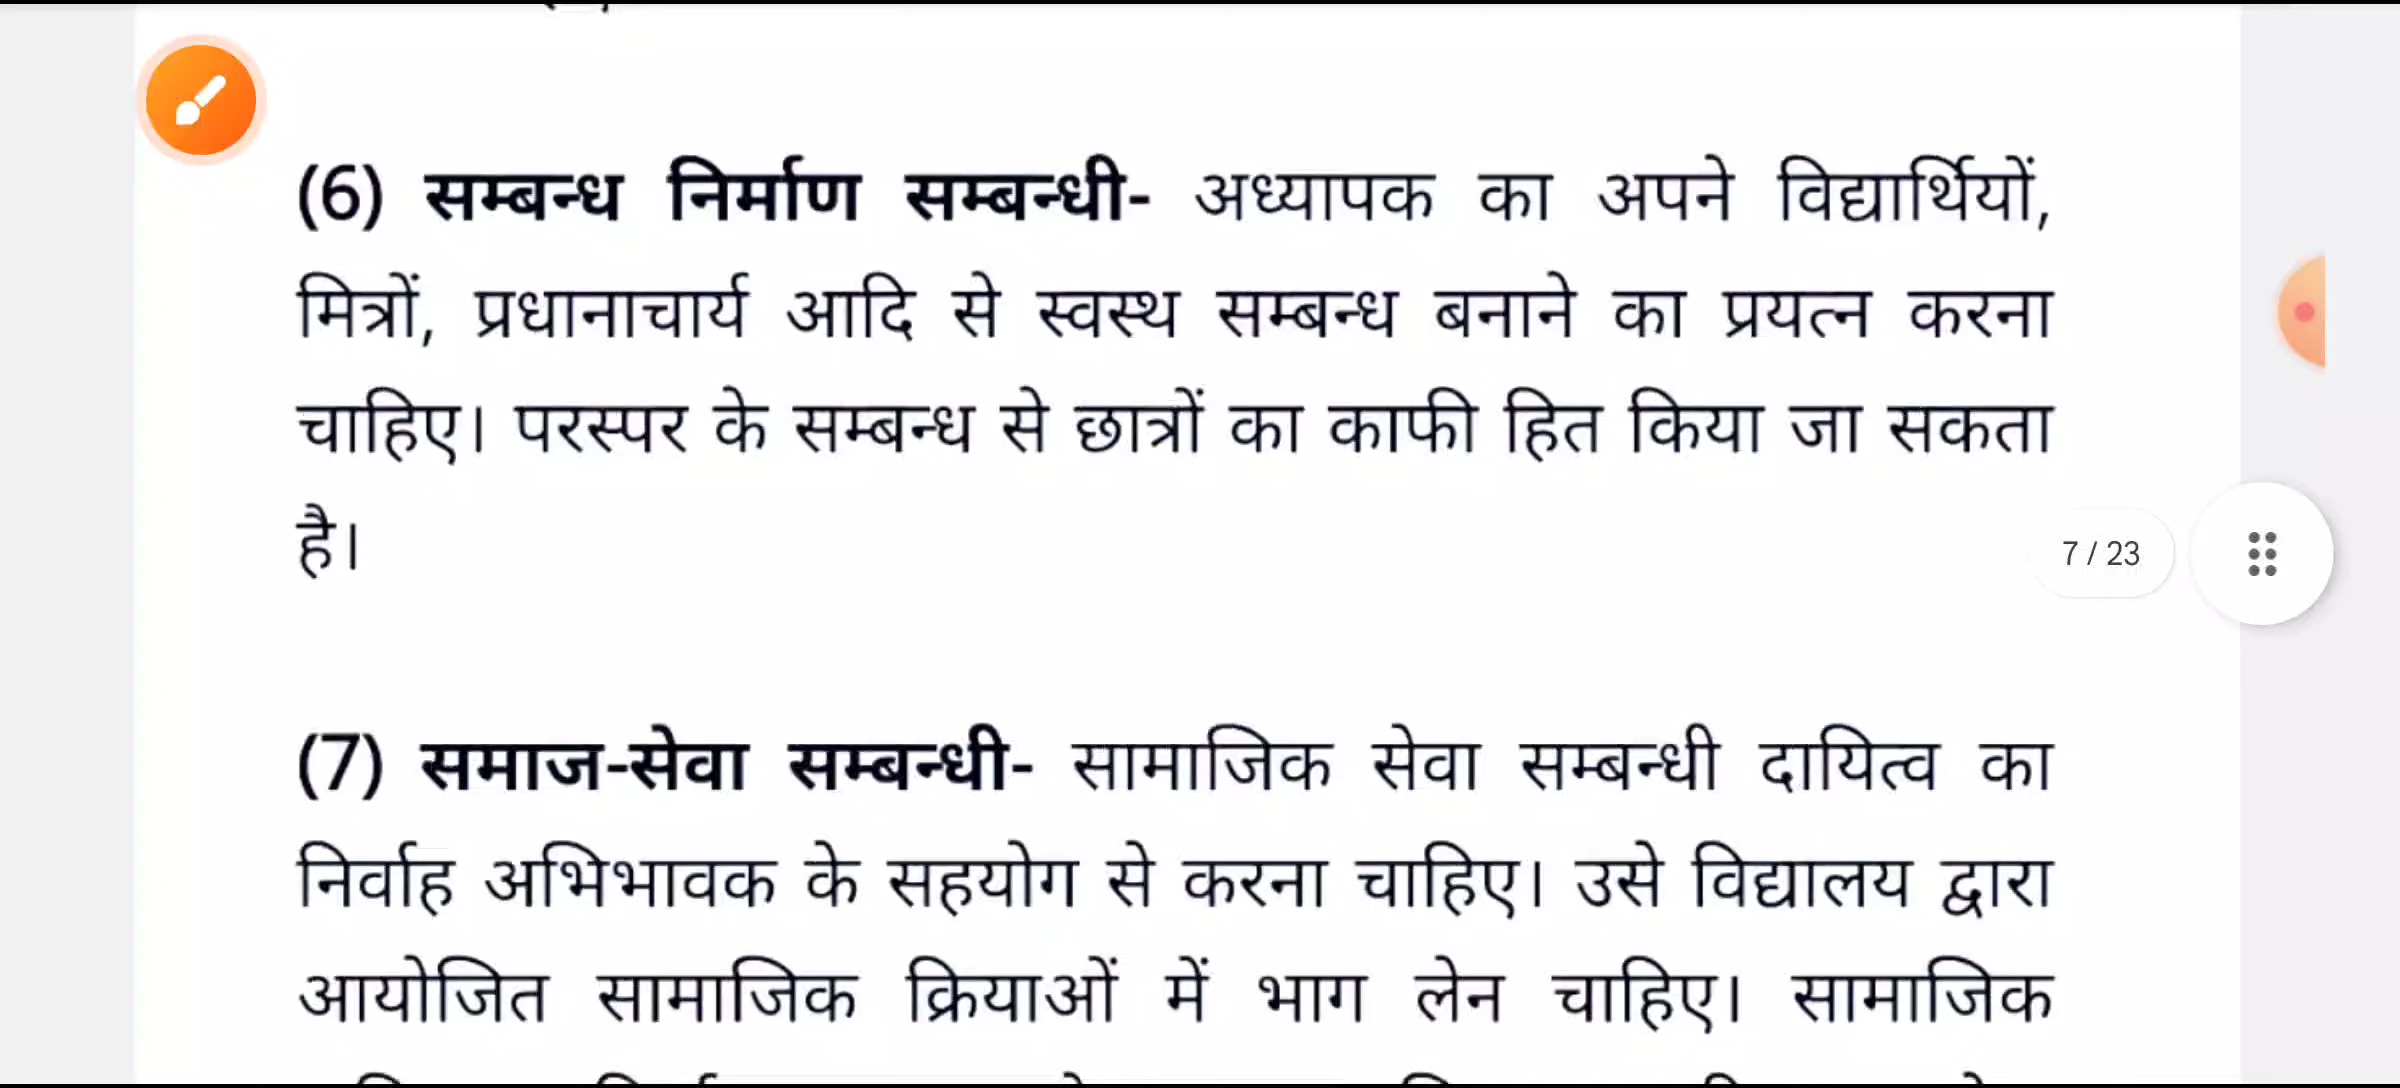 (6) सम्बन्ध निर्माण सम्बन्धी- अध्यापक का अपने विद्यार्थियों,
मित्रों, प्रधानाचार्य आदि से स्वस्थ सम्बन्ध बनाने का प्रयत्न करना
चाहिए। परस्पर के सम्बन्ध से छात्रों का काफी हित किया जा सकता
है।
7 / 23
(7) समाज-सेवा सम्बन्धी- सामाजिक सेवा सम्बन्धी दायित्व का
निर्वाह अभिभावक के सहयोग से करना चाहिए। उसे विद्यालय द्वारा
आयोजित सामाजिक क्रियाओं में भाग लेन चाहिए। सामाजिक